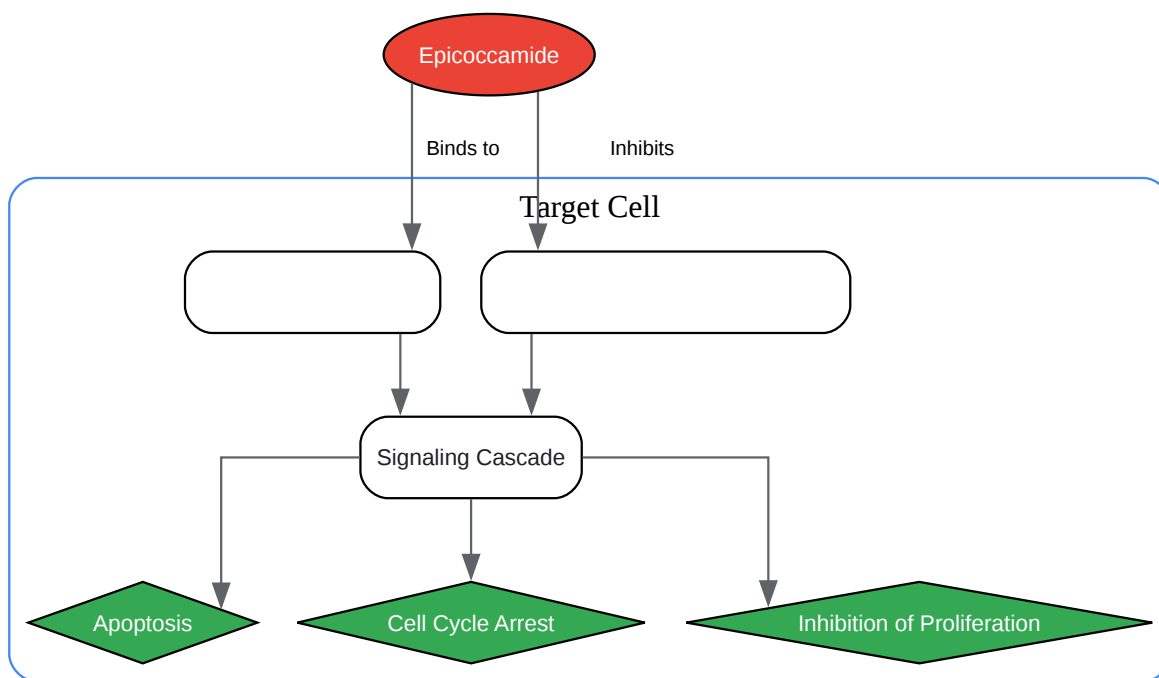 Epicoccamide
Binds to
Inhibits
Target Cell
Signaling Cascade
Apoptosis
Cell Cycle Arrest
Inhibition of Proliferation